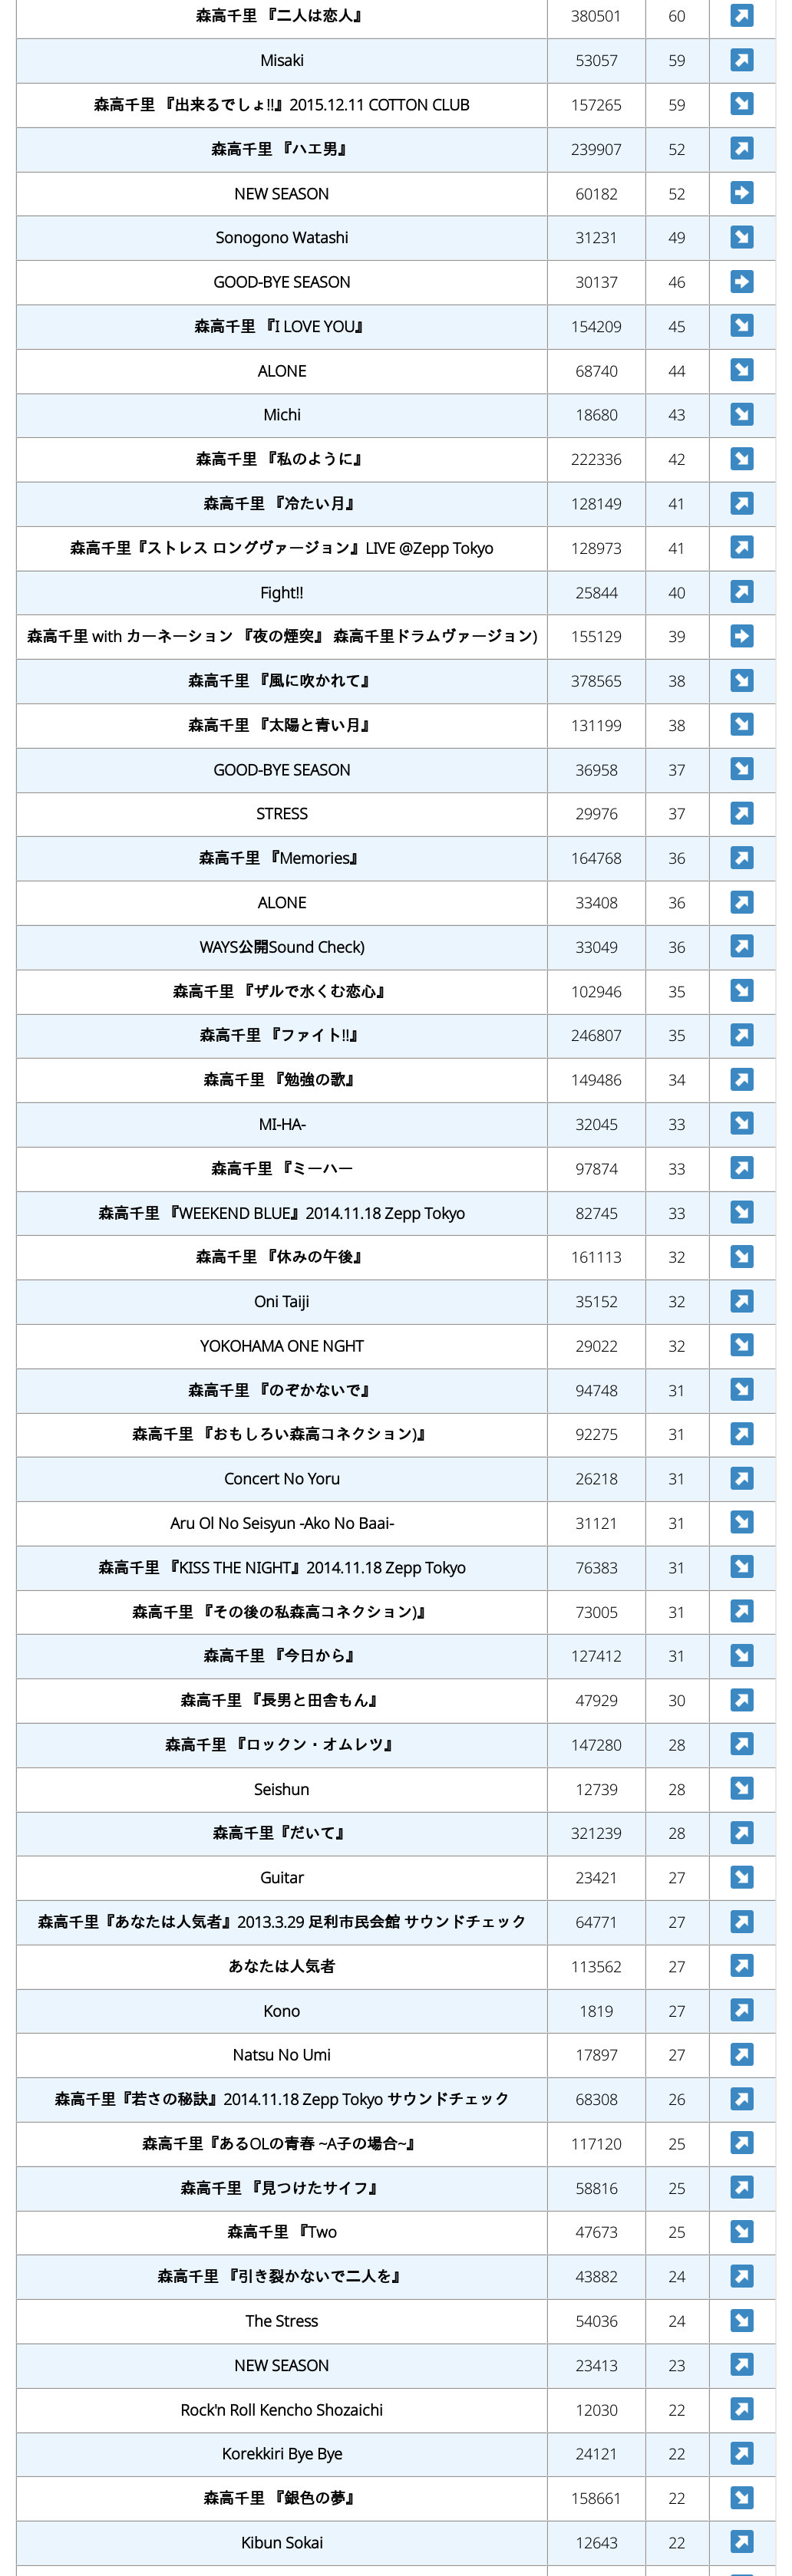 森高千里 『二人は恋人』 380501 60
Misaki 53057 59
森高千里 『出来るでしょ!!』2015.12.11 COTTON CLUB 157265 59
森高千里 『ハエ男』 239907 52
NEW SEASON 60182 52
Sonogono Watashi 31231 49
GOOD-BYE SEASON 30137 46
森高千里 『I LOVE YOU』 154209 45
ALONE 68740 44
Michi 18680 43
森高千里 『私のように』 222336 42
森高千里 『冷たい月』 128149 41
森高千里『ストレス ロングヴァージョン』LIVE @Zepp Tokyo 128973 41
Fight!! 25844 40
森高千里 with カーネーション 『夜の煙突』 森高千里ドラムヴァージョン) 155129 39
森高千里 『風に吹かれて』 378565 38
森高千里 『太陽と青い月』 131199 38
GOOD-BYE SEASON 36958 37
STRESS 29976 37
森高千里 『Memories』 164768 36
ALONE 33408 36
WAYS公開Sound Check) 33049 36
森高千里 『ザルで水くむ恋心』 102946 35
森高千里 『ファイト!!』 246807 35
森高千里 『勉強の歌』 149486 34
MI-HA- 32045 33
森高千里 『ミーハー 97874 33
森高千里 『WEEKEND BLUE』2014.11.18 Zepp Tokyo 82745 33
森高千里 『休みの午後』 161113 32
Oni Taiji 35152 32
YOKOHAMA ONE NGHT 29022 32
森高千里 『のぞかないで』 94748 31
森高千里 『おもしろい森高コネクション)』 92275 31
Concert No Yoru 26218 31
Aru Ol No Seisyun -Ako No Baai- 31121 31
森高千里 『KISS THE NIGHT』2014.11.18 Zepp Tokyo 76383 31
森高千里 『その後の私森高コネクション)』 73005 31
森高千里 『今日から』 127412 31
森高千里 『長男と田舎もん』 47929 30
森高千里 『ロックン・オムレツ』 147280 28
Seishun 12739 28
森高千里『だいて』 321239 28
Guitar 23421 27
森高千里『あなたは人気者』2013.3.29 足利市民会館 サウンドチェック 64771 27
あなたは人気者 113562 27
Kono 1819 27
Natsu No Umi 17897 27
森高千里『若さの秘訣』2014.11.18 Zepp Tokyo サウンドチェック 68308 26
森高千里『あるOLの青春 ~A子の場合~』 117120 25
森高千里 『見つけたサイフ』 58816 25
森高千里 『Two 47673 25
森高千里 『引き裂かないで二人を』 43882 24
The Stress 54036 24
NEW SEASON 23413 23
Rock'n Roll Kencho Shozaichi 12030 22
Korekkiri Bye Bye 24121 22
森高千里 『銀色の夢』 158661 22
Kibun Sokai 12643 22